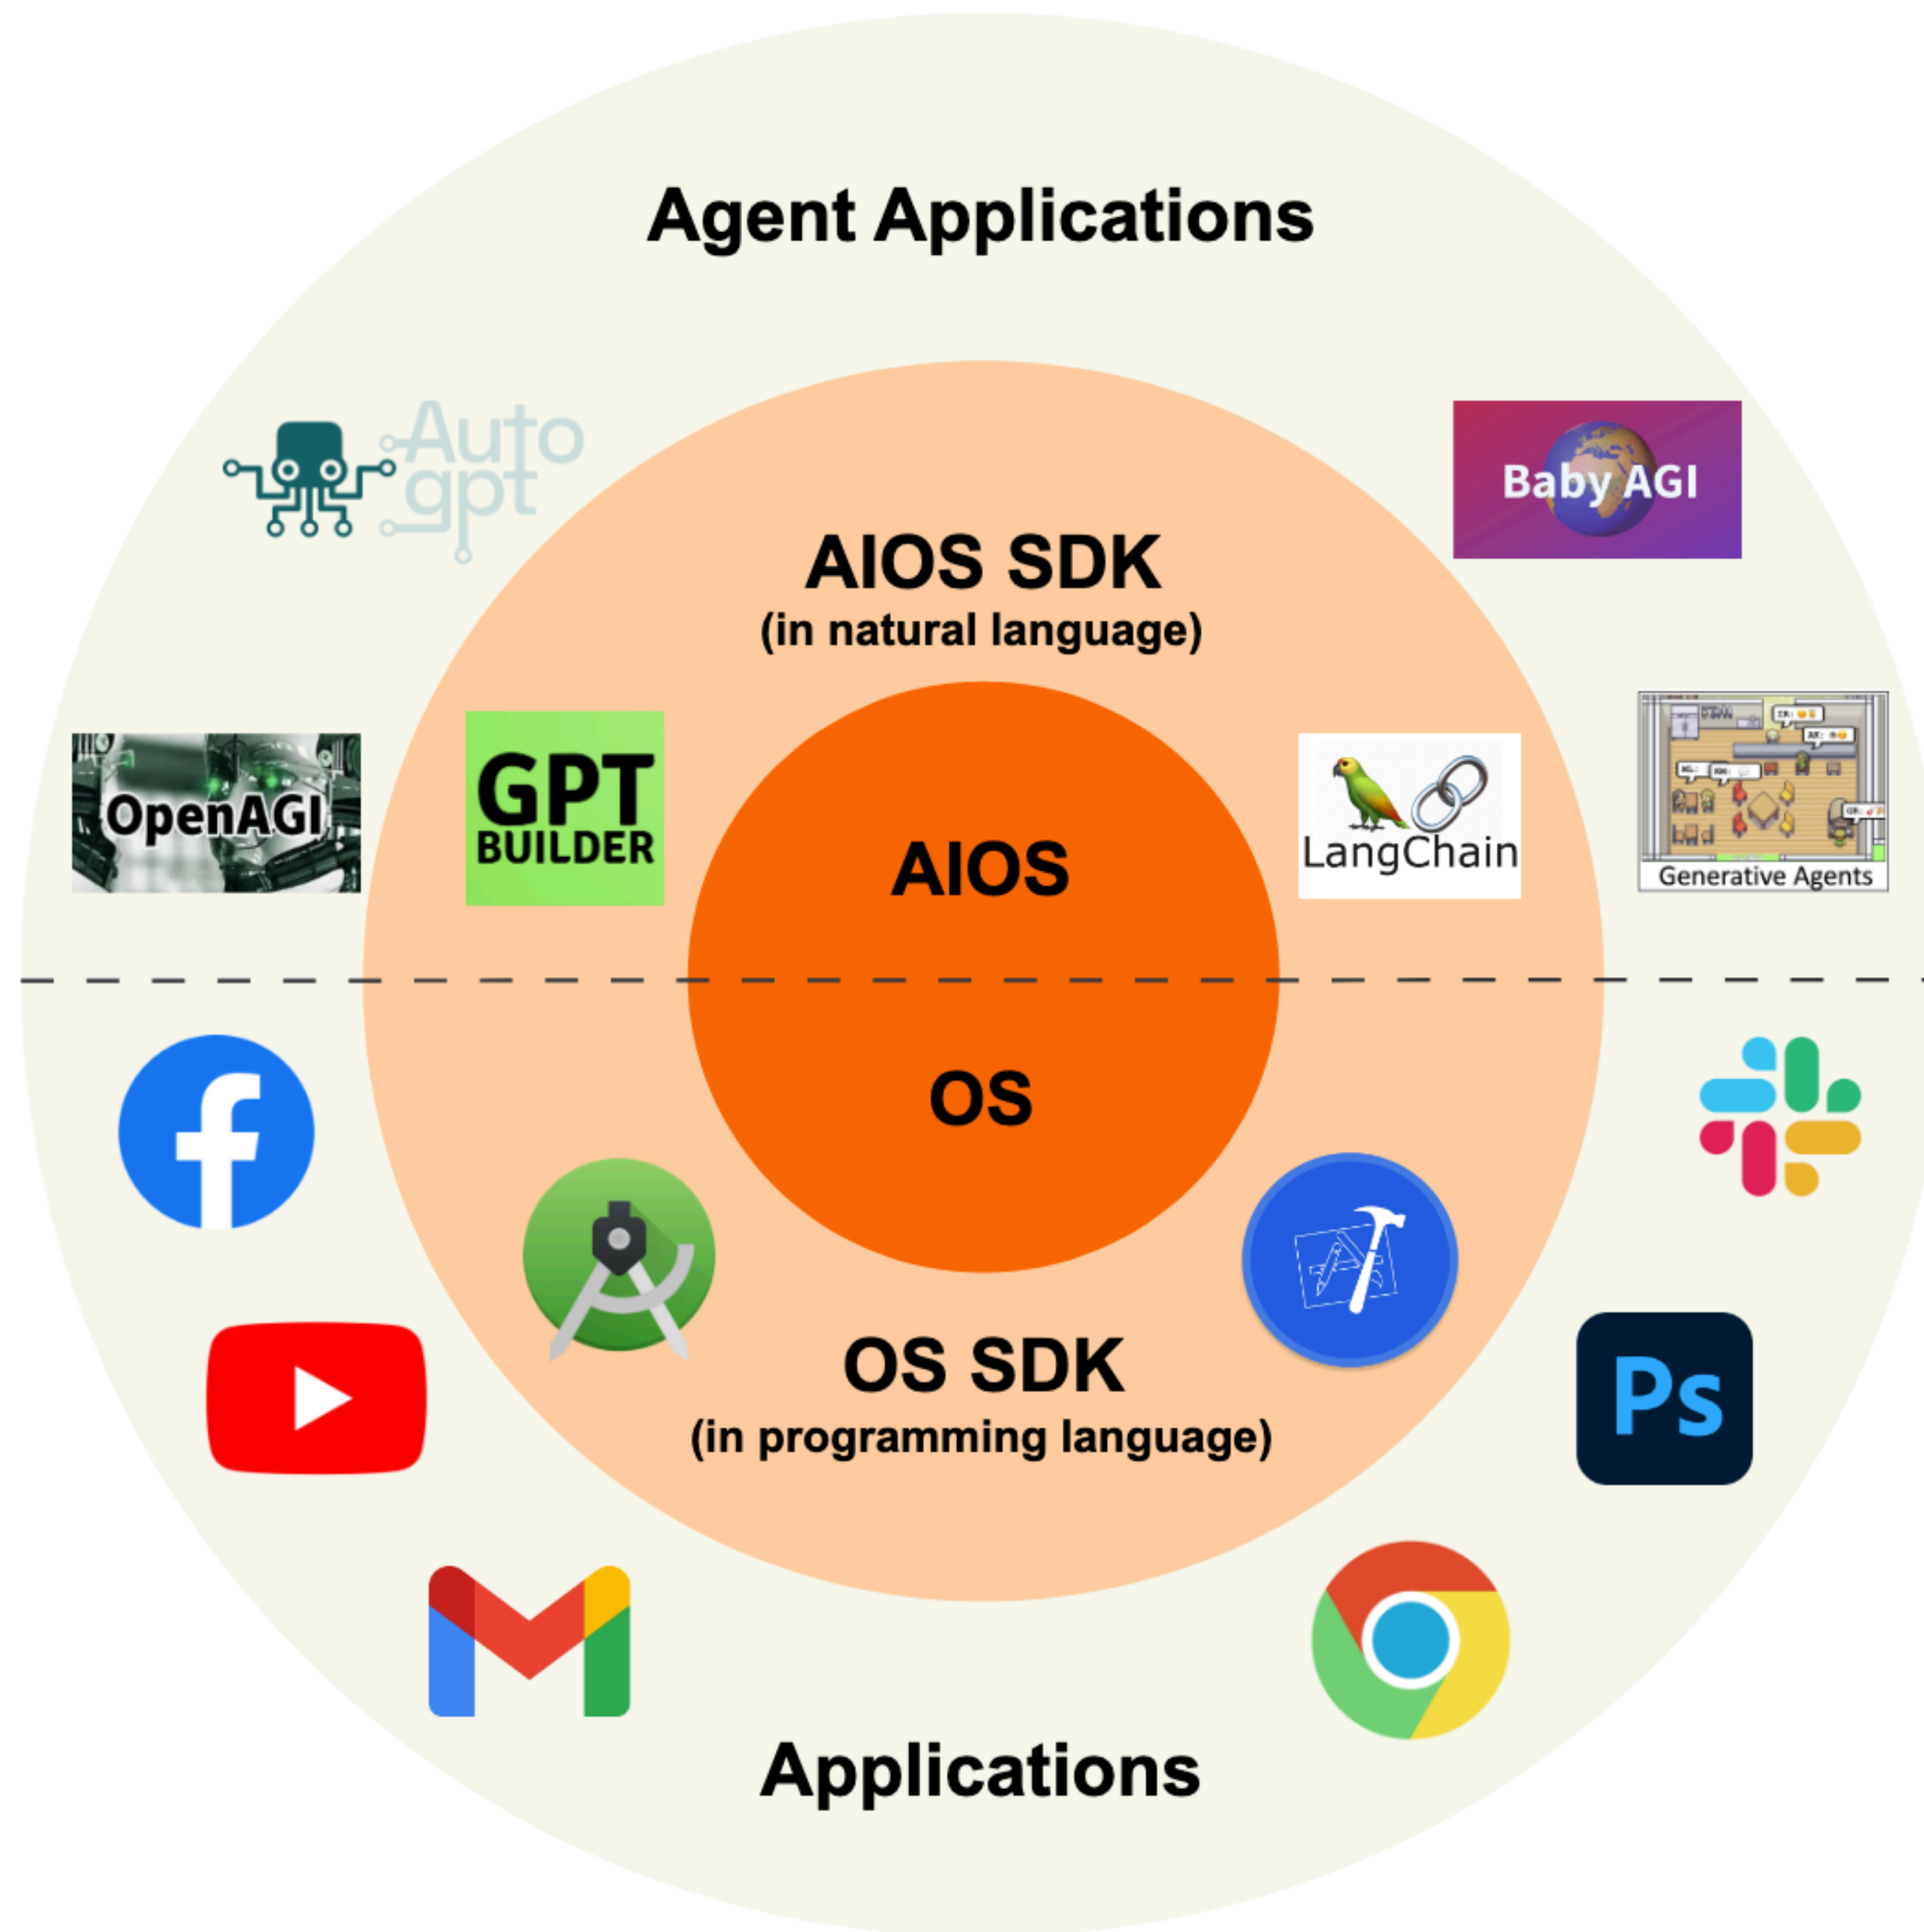 Agent Applications
Auto
gpt
Baby AGI
AIOS SDK
(in natural language)
OpenAGI
GPT
BUILDER
AIOS
LangChain
Generative Agents
OS
OS SDK
(in programming language)
Ps
Applications